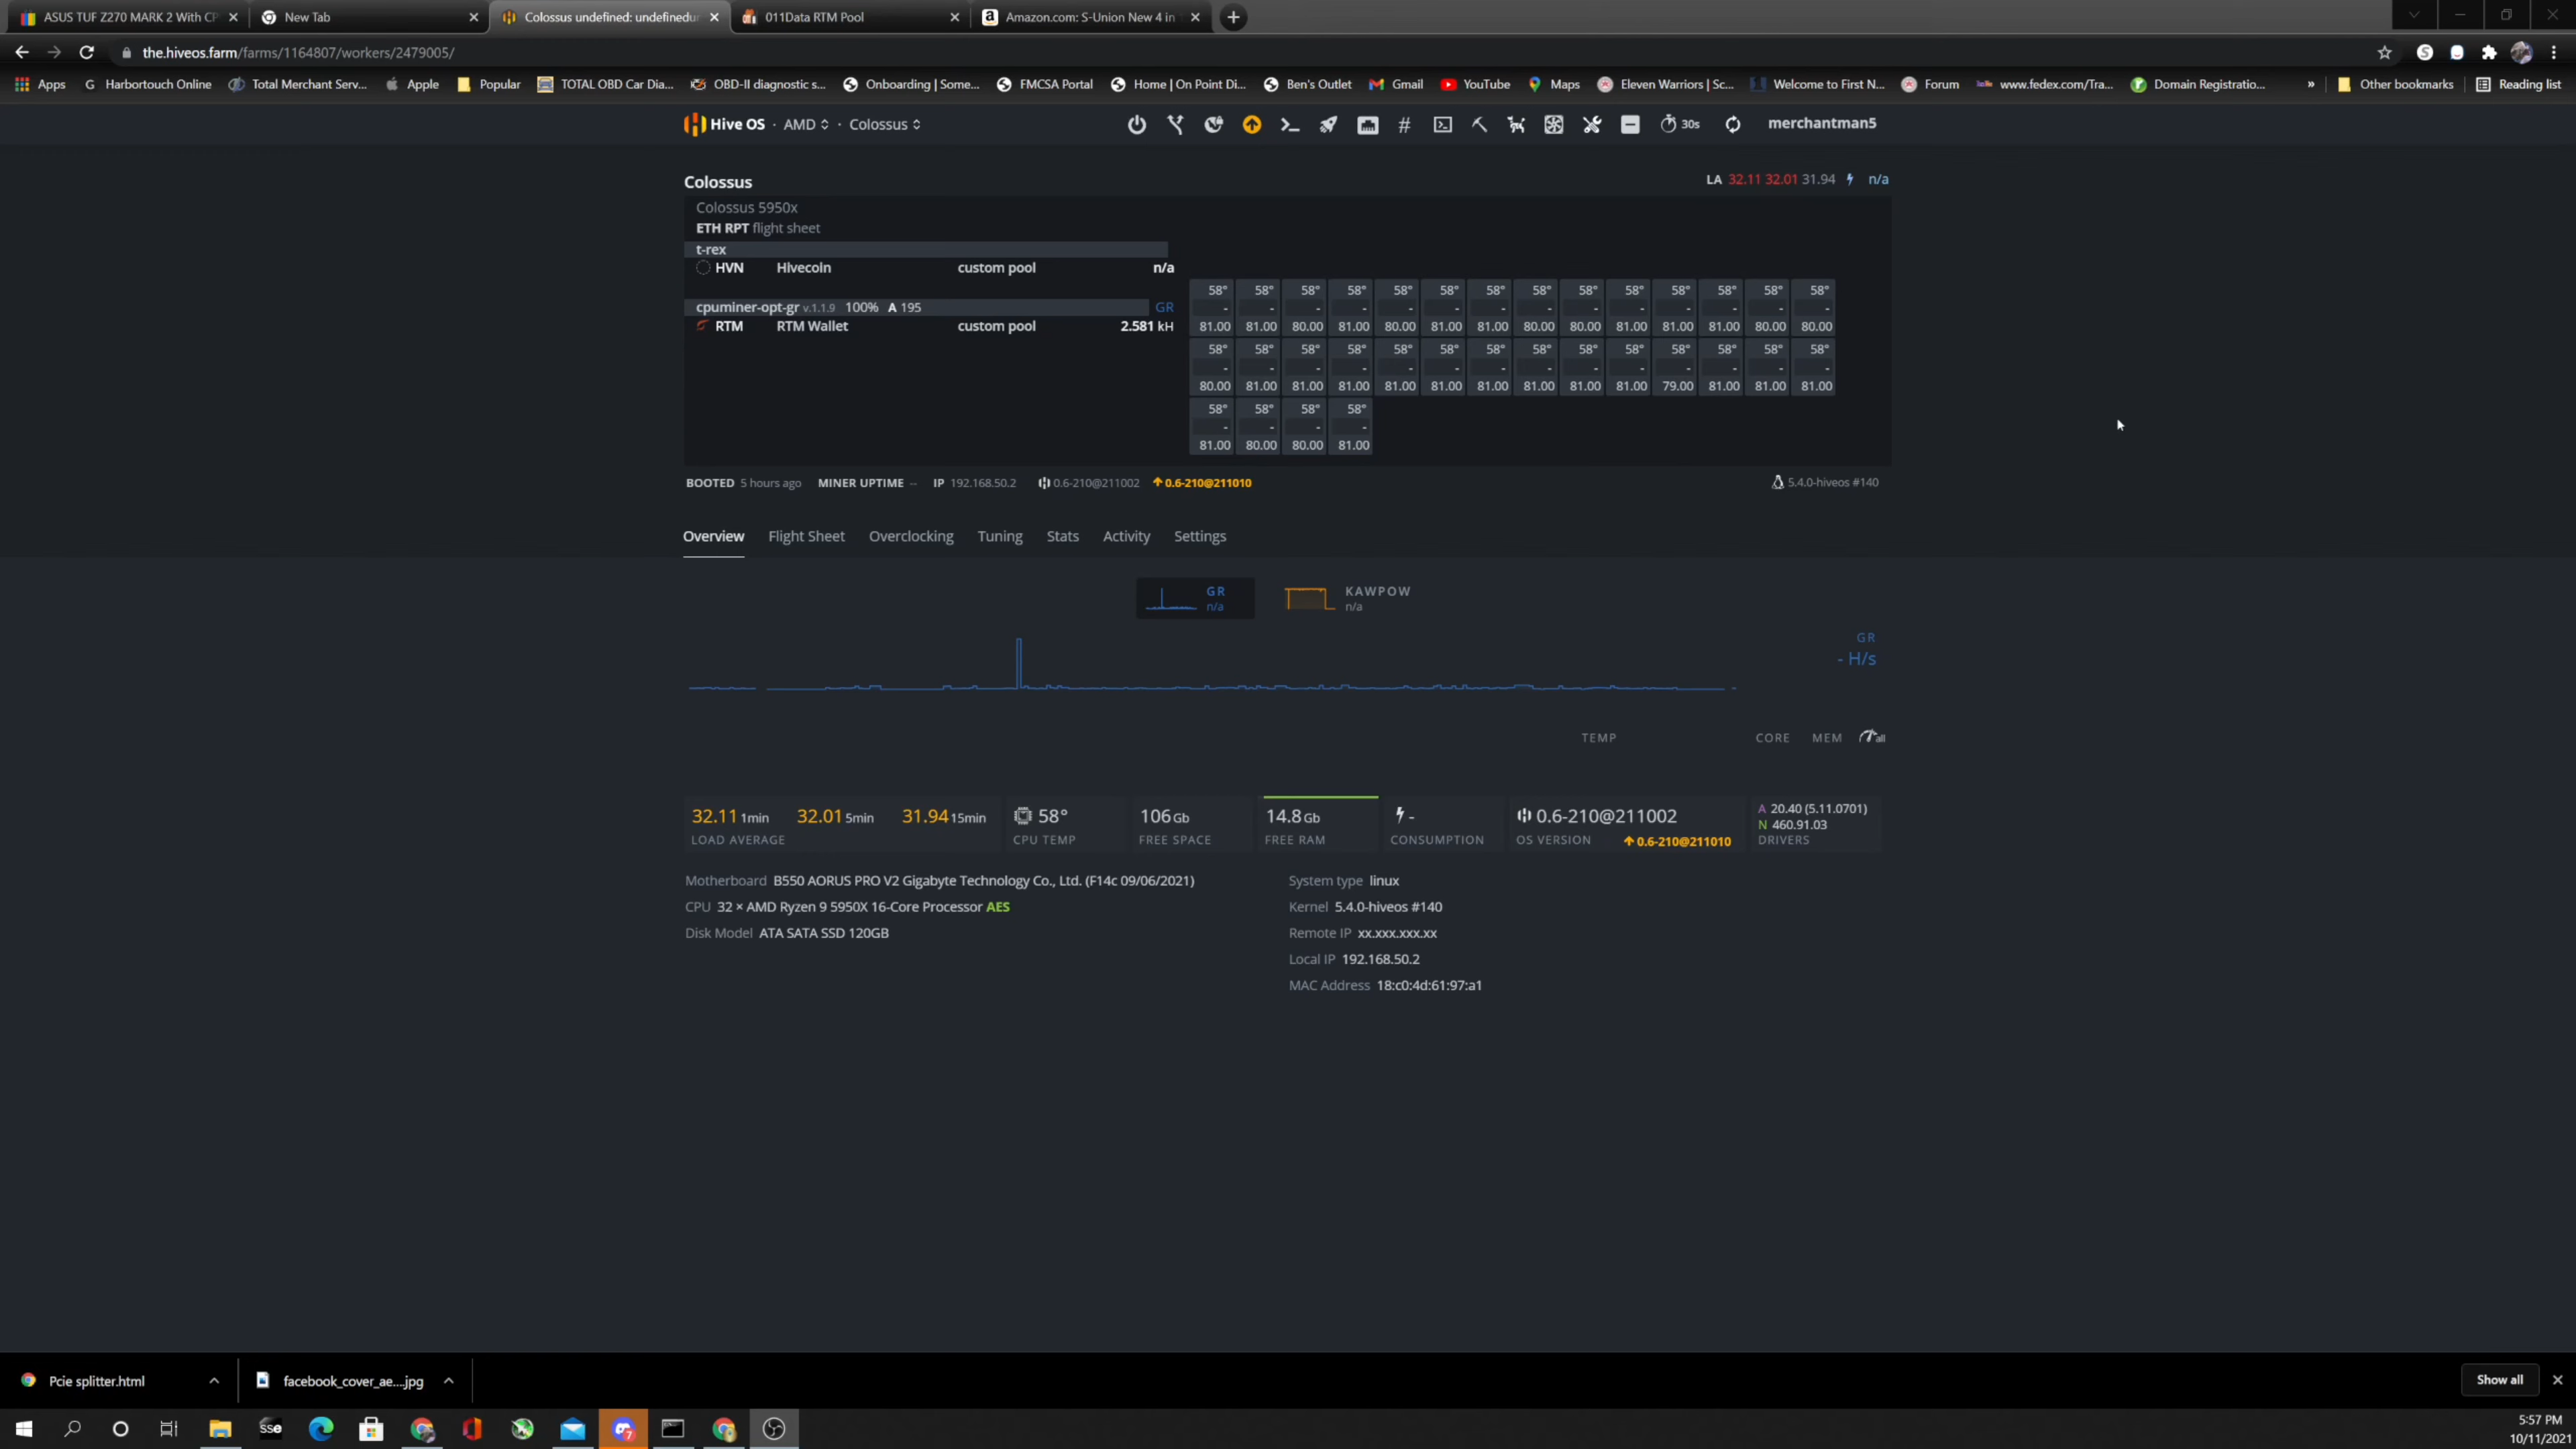 ASUS TUF Z270 MARK 2 With CP
New Tab
Colossus undefined: undefinedu
011Data RTM Pool
Amazon.com: S-Union New 4 in
the.hiveos.farm/farms/1164807/workers/2479005/
Apps Harbortouch Online Total Merchant Serv... Apple Popular TOTAL OBD Car Dia... OBD-II diagnostic s... Onboarding | Some... FMCSA Portal Home | On Point Di... Ben's Outlet Gmail YouTube Maps Eleven Warriors | Sc... Welcome to First N... Forum www.fedex.com/Tra... Domain Registratio... » Other bookmarks Reading list
Hive OS · AMD · Colossus 30s merchantman5
Colossus LA 32.11 32.01 31.94 n/a
Colossus 5950x
ETH RPT flight sheet
t-rex
HVN Hivecoin custom pool n/a
cpuminer-opt-gr v.1.1.9 100% A 195 GR
RTM RTM Wallet custom pool 2.581 kH
58° 58° 58° 58° 58° 58° 58° 58° 58° 58° 58° 58° 58° 58°
- - - - - - - - - - - - - -
81.00 81.00 80.00 81.00 80.00 81.00 81.00 80.00 80.00 81.00 81.00 81.00 80.00 80.00
58° 58° 58° 58° 58° 58° 58° 58° 58° 58° 58° 58° 58° 58°
- - - - - - - - - - - - - -
80.00 81.00 81.00 81.00 81.00 81.00 81.00 81.00 81.00 81.00 79.00 81.00 81.00 81.00
58° 58° 58° 58°
- - - -
81.00 80.00 80.00 81.00
BOOTED 5 hours ago MINER UPTIME -- IP 192.168.50.2 0.6-210@211002 0.6-210@211010 5.4.0-hiveos #140
Overview Flight Sheet Overclocking Tuning Stats Activity Settings
GR KAWPOW
n/a n/a
GR
- H/s
TEMP CORE MEM all
32.11 1min 32.01 5min 31.94 15min
LOAD AVERAGE
58°
CPU TEMP
106 Gb
FREE SPACE
14.8 Gb
FREE RAM
-
CONSUMPTION
0.6-210@211002
OS VERSION 0.6-210@211010
A 20.40 (5.11.0701)
N 460.91.03
DRIVERS
Motherboard B550 AORUS PRO V2 Gigabyte Technology Co., Ltd. (F14c 09/06/2021)
CPU 32 × AMD Ryzen 9 5950X 16-Core Processor AES
Disk Model ATA SATA SSD 120GB
System type linux
Kernel 5.4.0-hiveos #140
Remote IP xx.xxx.xxx.xx
Local IP 192.168.50.2
MAC Address 18:c0:4d:61:97:a1
Pcie splitter.html facebook_cover_ae....jpg Show all
SSE 7
5:57 PM
10/11/2021